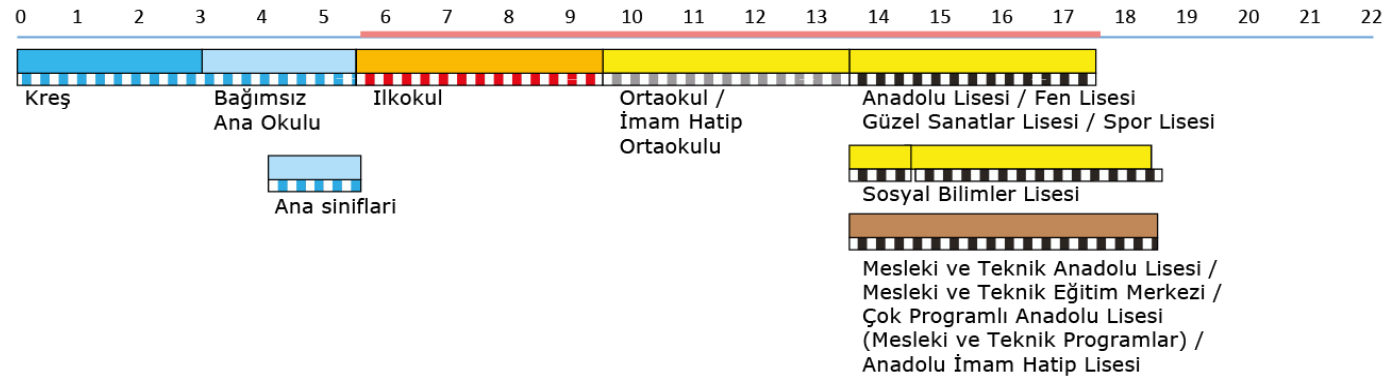 0 1 2 3 4 5 6 7 8 9 10 11 12 13 14 15 16 17 18 19 20 21 22
Kreş
Bağımsız
Ana Okulu
Ilkokul
Ortaokul /
İmam Hatip
Ortaokulu
Anadolu Lisesi / Fen Lisesi
Güzel Sanatlar Lisesi / Spor Lisesi
Ana siniflari
Sosyal Bilimler Lisesi
Mesleki ve Teknik Anadolu Lisesi /
Mesleki ve Teknik Eğitim Merkezi /
Çok Programlı Anadolu Lisesi
(Mesleki ve Teknik Programlar) /
Anadolu İmam Hatip Lisesi